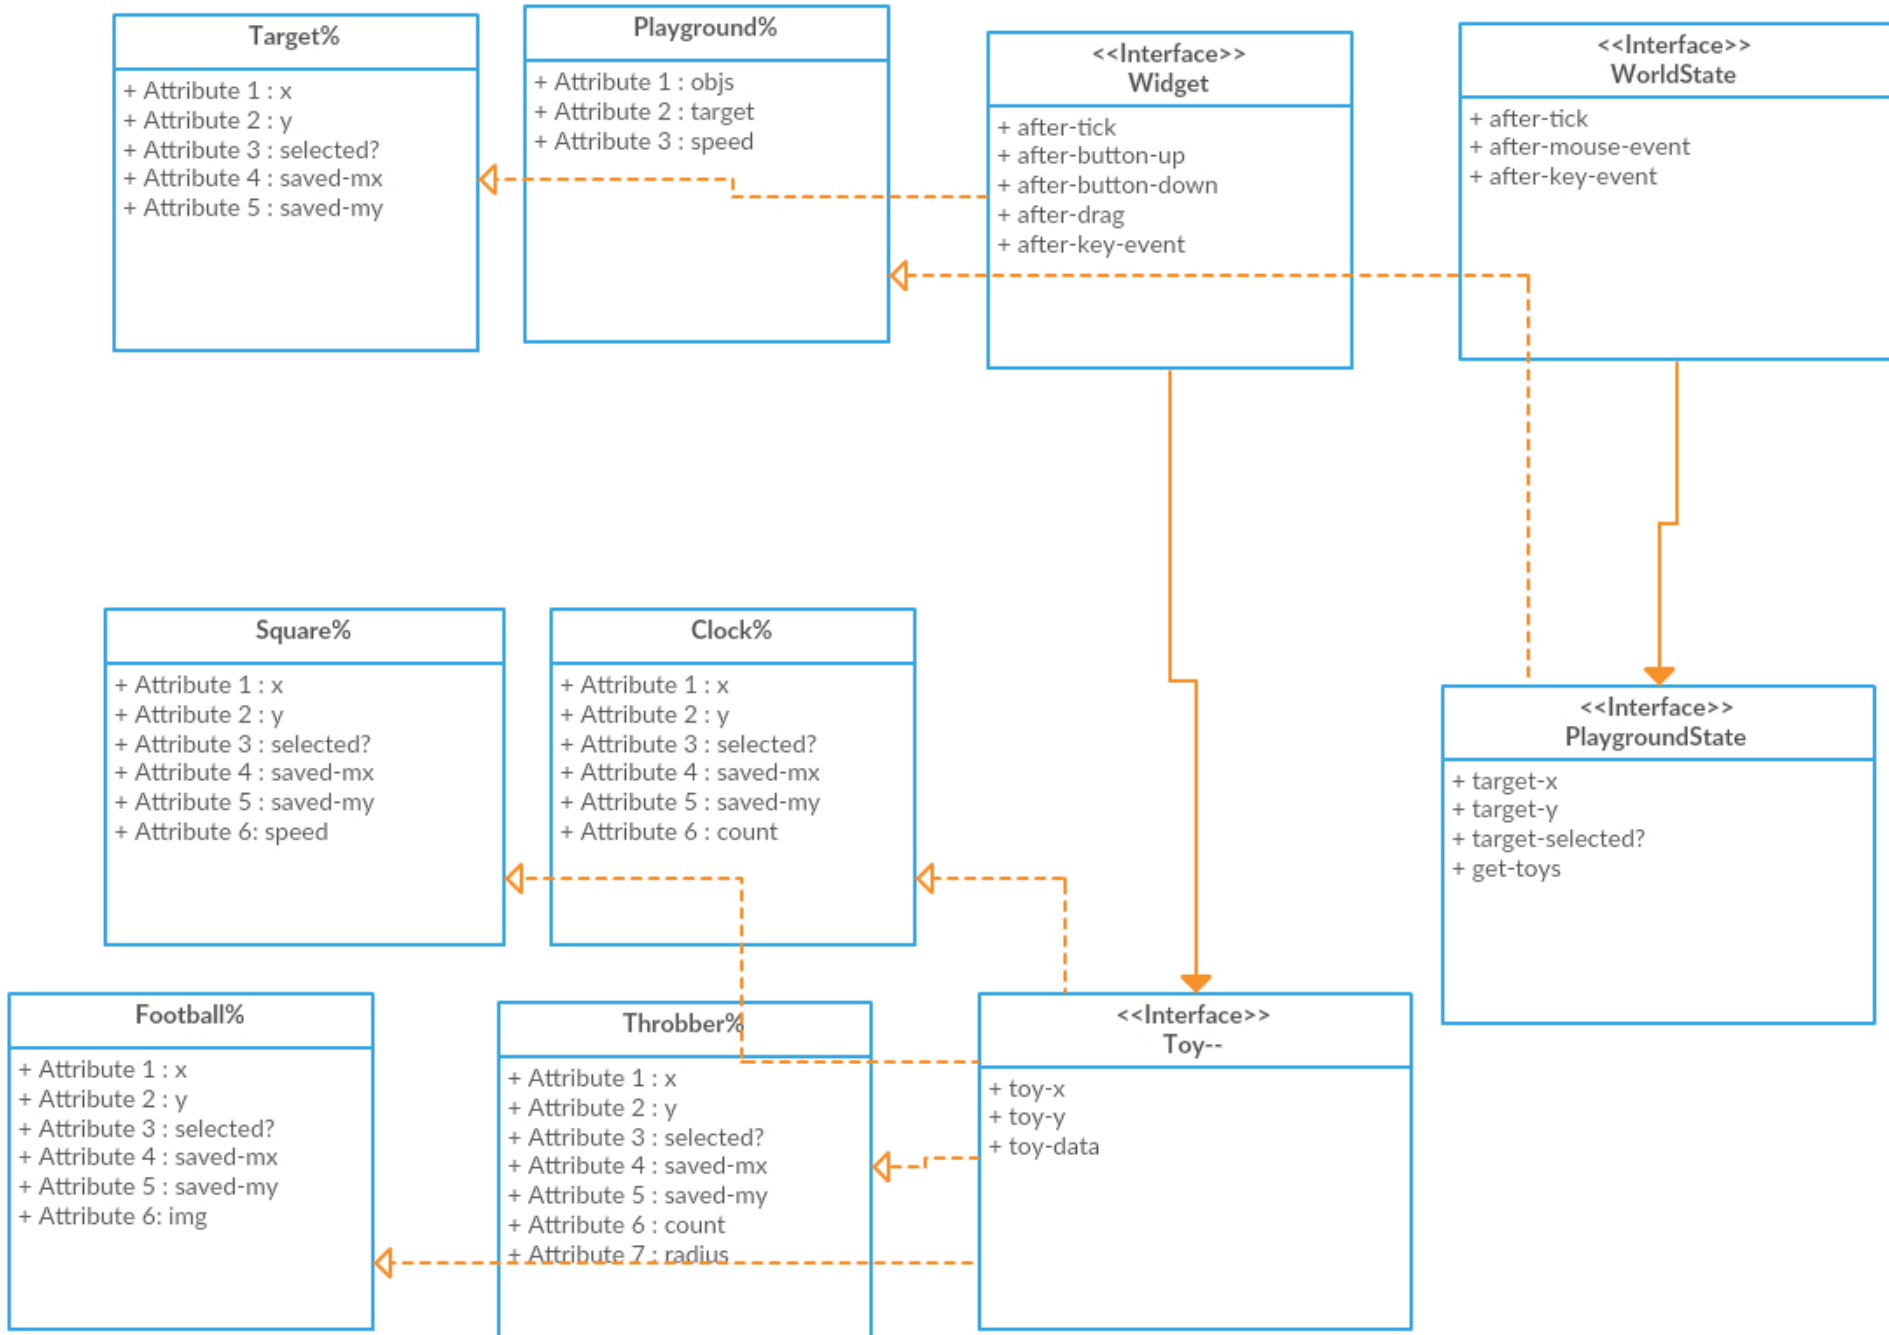 Target%
+ Attribute 1 : x
+ Attribute 2 : y
+ Attribute 3 : selected?
+ Attribute 4 : saved-mx
+ Attribute 5 : saved-my
Playground%
+ Attribute 1 : objs
+ Attribute 2 : target
+ Attribute 3 : speed
<<Interface>>
Widget
+ after-tick
+ after-button-up
+ after-button-down
+ after-drag
+ after-key-event
<<Interface>>
WorldState
+ after-tick
+ after-mouse-event
+ after-key-event
Square%
+ Attribute 1 : x
+ Attribute 2 : y
+ Attribute 3 : selected?
+ Attribute 4 : saved-mx
+ Attribute 5 : saved-my
+ Attribute 6: speed
Clock%
+ Attribute 1 : x
+ Attribute 2 : y
+ Attribute 3 : selected?
+ Attribute 4 : saved-mx
+ Attribute 5 : saved-my
+ Attribute 6 : count
<<Interface>>
PlaygroundState
+ target-x
+ target-y
+ target-selected?
+ get-toys
Football%
+ Attribute 1 : x
+ Attribute 2 : y
+ Attribute 3 : selected?
+ Attribute 4 : saved-mx
+ Attribute 5 : saved-my
+ Attribute 6: img
Throbber%
+ Attribute 1 : x
+ Attribute 2 : y
+ Attribute 3 : selected?
+ Attribute 4 : saved-mx
+ Attribute 5 : saved-my
+ Attribute 6 : count
+ Attribute 7 : radius
<<Interface>>
Toy--
+ toy-x
+ toy-y
+ toy-data